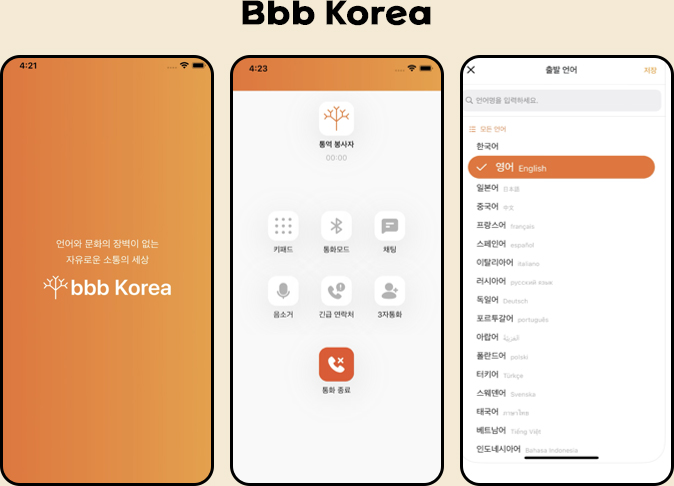 Bbb Korea
4:21
언어와 문화의 장벽이 없는
자유로운 소통의 세상
bbb Korea
4:23
통역 봉사자
00:00
키패드 통화모드 채팅
음소거 긴급 연락처 3자통화
통화 종료
출발 언어 저장
언어명을 입력하세요.
모든 언어
한국어
영어 English
일본어 日本語
중국어 中文
프랑스어 français
스페인어 español
이탈리아어 italiano
러시아어 русский язык
독일어 Deutsch
포르투갈어 português
아랍어 العربية
폴란드어 polski
터키어 Türkçe
스웨덴어 Svenska
태국어 ภาษาไทย
베트남어 Tiếng Việt
인도네시아어 Bahasa Indonesia